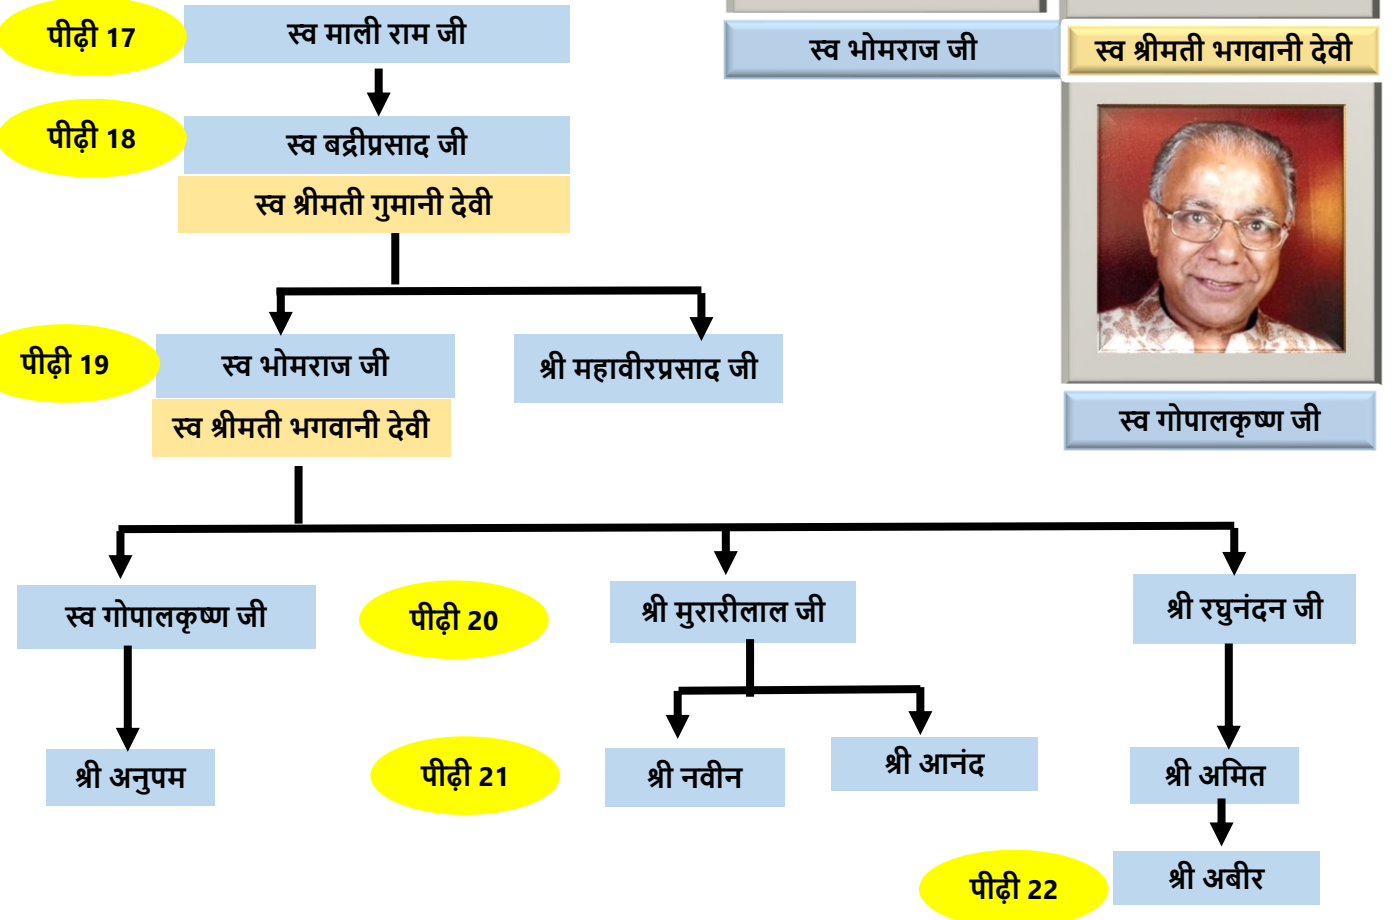 पीढ़ी 17
स्व माली राम जी
स्व भोमराज जी
स्व श्रीमती भगवानी देवी
पीढ़ी 18
स्व बद्रीप्रसाद जी
स्व श्रीमती गुमानी देवी
पीढ़ी 19
स्व भोमराज जी
श्री महावीरप्रसाद जी
स्व श्रीमती भगवानी देवी
स्व गोपालकृष्ण जी
स्व गोपालकृष्ण जी
पीढ़ी 20
श्री मुरारीलाल जी
श्री रघुनंदन जी
श्री अनुपम
पीढ़ी 21
श्री नवीन
श्री आनंद
श्री अमित
पीढ़ी 22
श्री अबीर